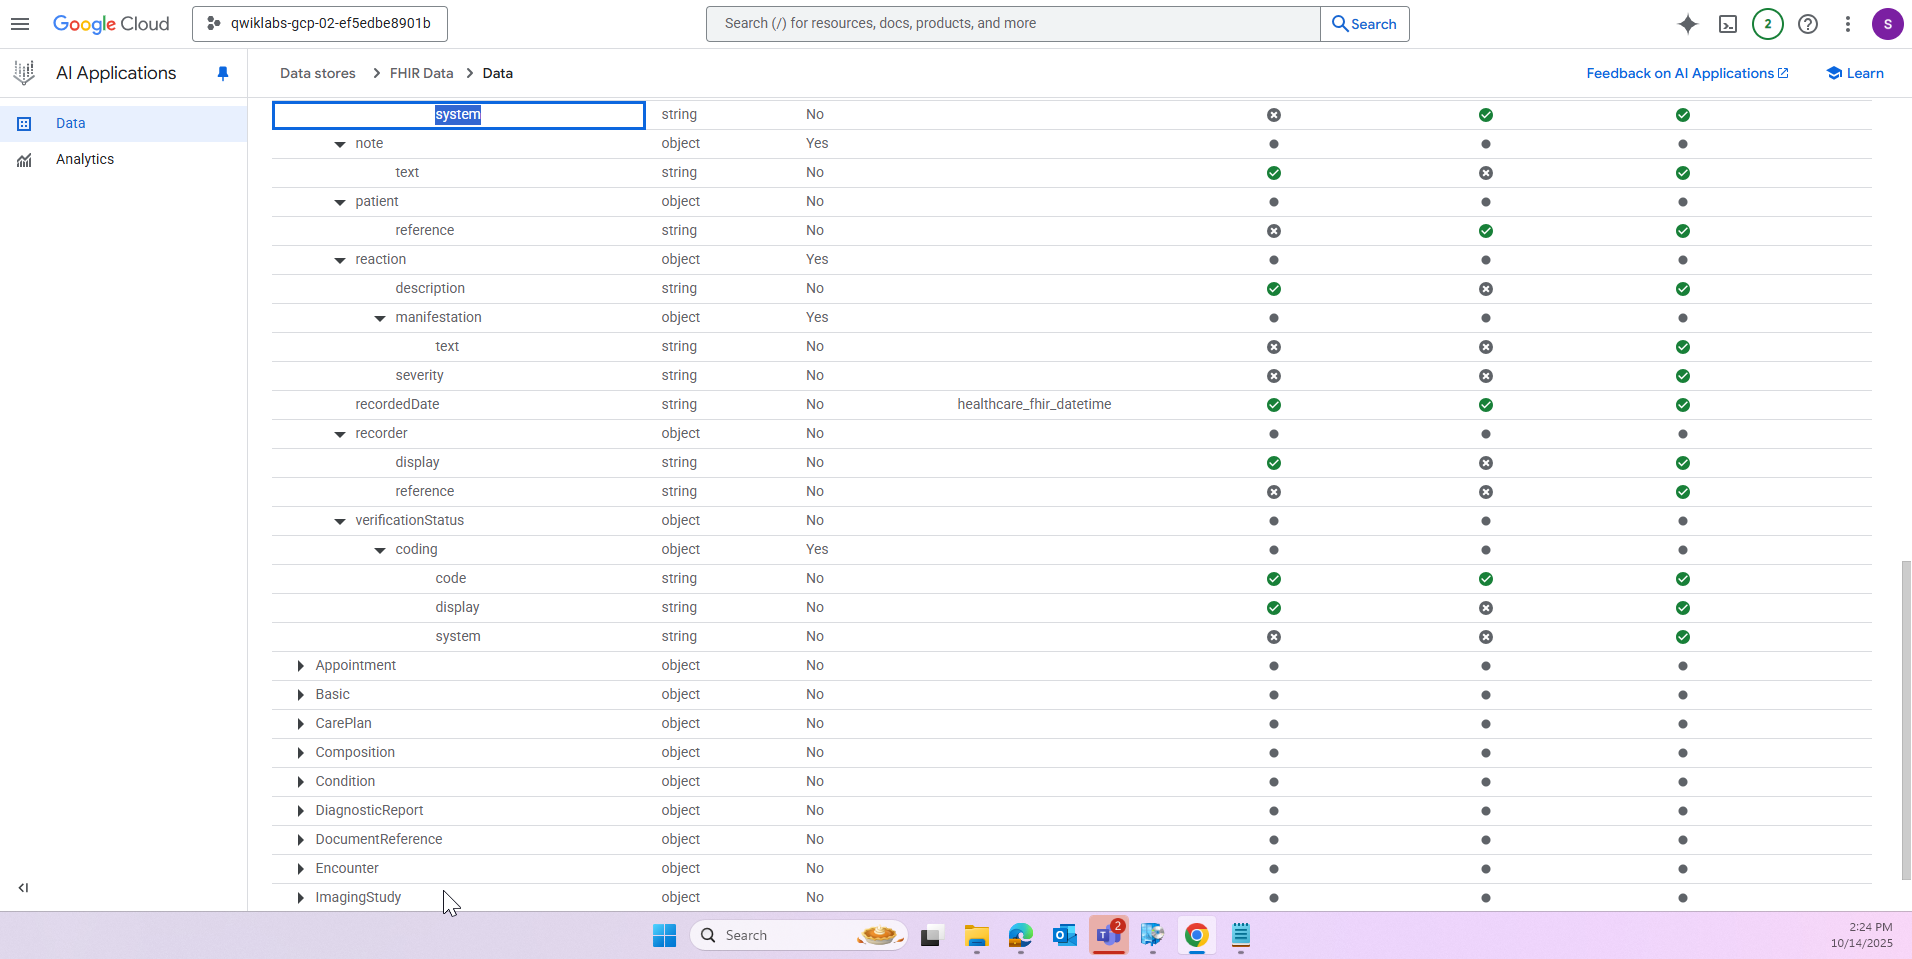 Google Cloud
qwiklabs-gcp-02-ef5edbe8901b
Search (/) for resources, docs, products, and more
Search
2
S
AI Applications
Data stores
FHIR Data
Data
Feedback on AI Applications
Learn
Data
Analytics
system string No
note object Yes
text string No
patient object No
reference string No
reaction object Yes
description string No
manifestation object Yes
text string No
severity string No
recordedDate string No healthcare_fhir_datetime
recorder object No
display string No
reference string No
verificationStatus object No
coding object Yes
code string No
display string No
system string No
Appointment object No
Basic object No
CarePlan object No
Composition object No
Condition object No
DiagnosticReport object No
DocumentReference object No
Encounter object No
ImagingStudy object No
Search
2
2:24 PM
10/14/2025